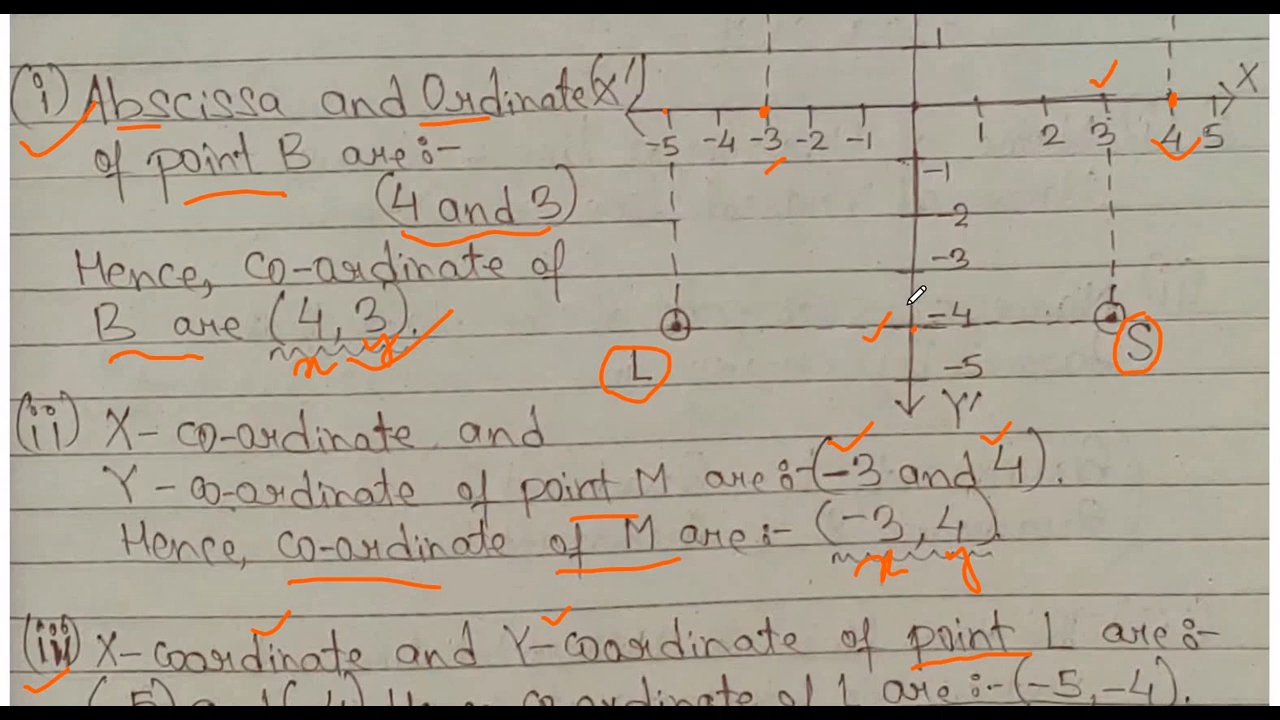 1
(i) Abscissa and Ordinate
X'
X
-5 -4 -3 -2 -1 1 2 3 4 5
of point B are:-
-1
(4 and 3)
-2
Hence, co-ordinate of
-3
B are (4, 3).
-4
x y
L
S
-5
Y'
(ii) X-co-ordinate and
Y-co-ordinate of point M are:-(-3 and 4).
Hence, co-ordinate of M are:- (-3, 4).
x y
(iii) X-coordinate and Y-coordinate of point L are:-
co-ordinate of L are:-(-5,-4).